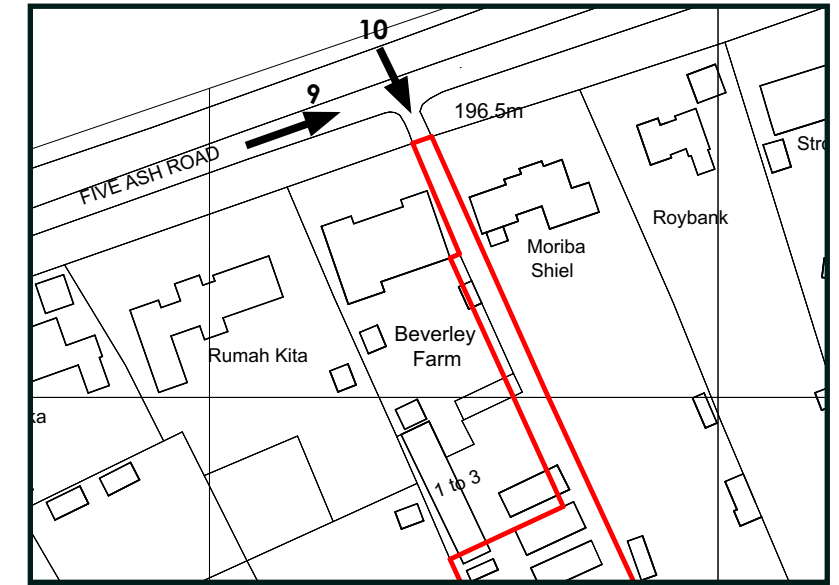 10
9
196.5m
FIVE ASH ROAD
Stro
Roybank
Moriba
Shiel
Rumah Kita
Beverley
Farm
ka
1 to 3